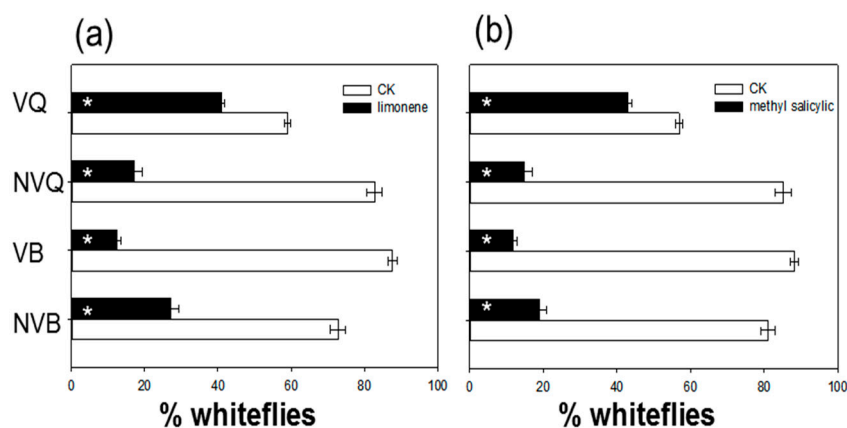 (a)
(b)
CK
limonene
CK
methyl salicylic
VQ
*
*
NVQ
*
*
VB
*
*
NVB
*
*
0 20 40 60 80 100
0 20 40 60 80 100
% whiteflies
% whiteflies